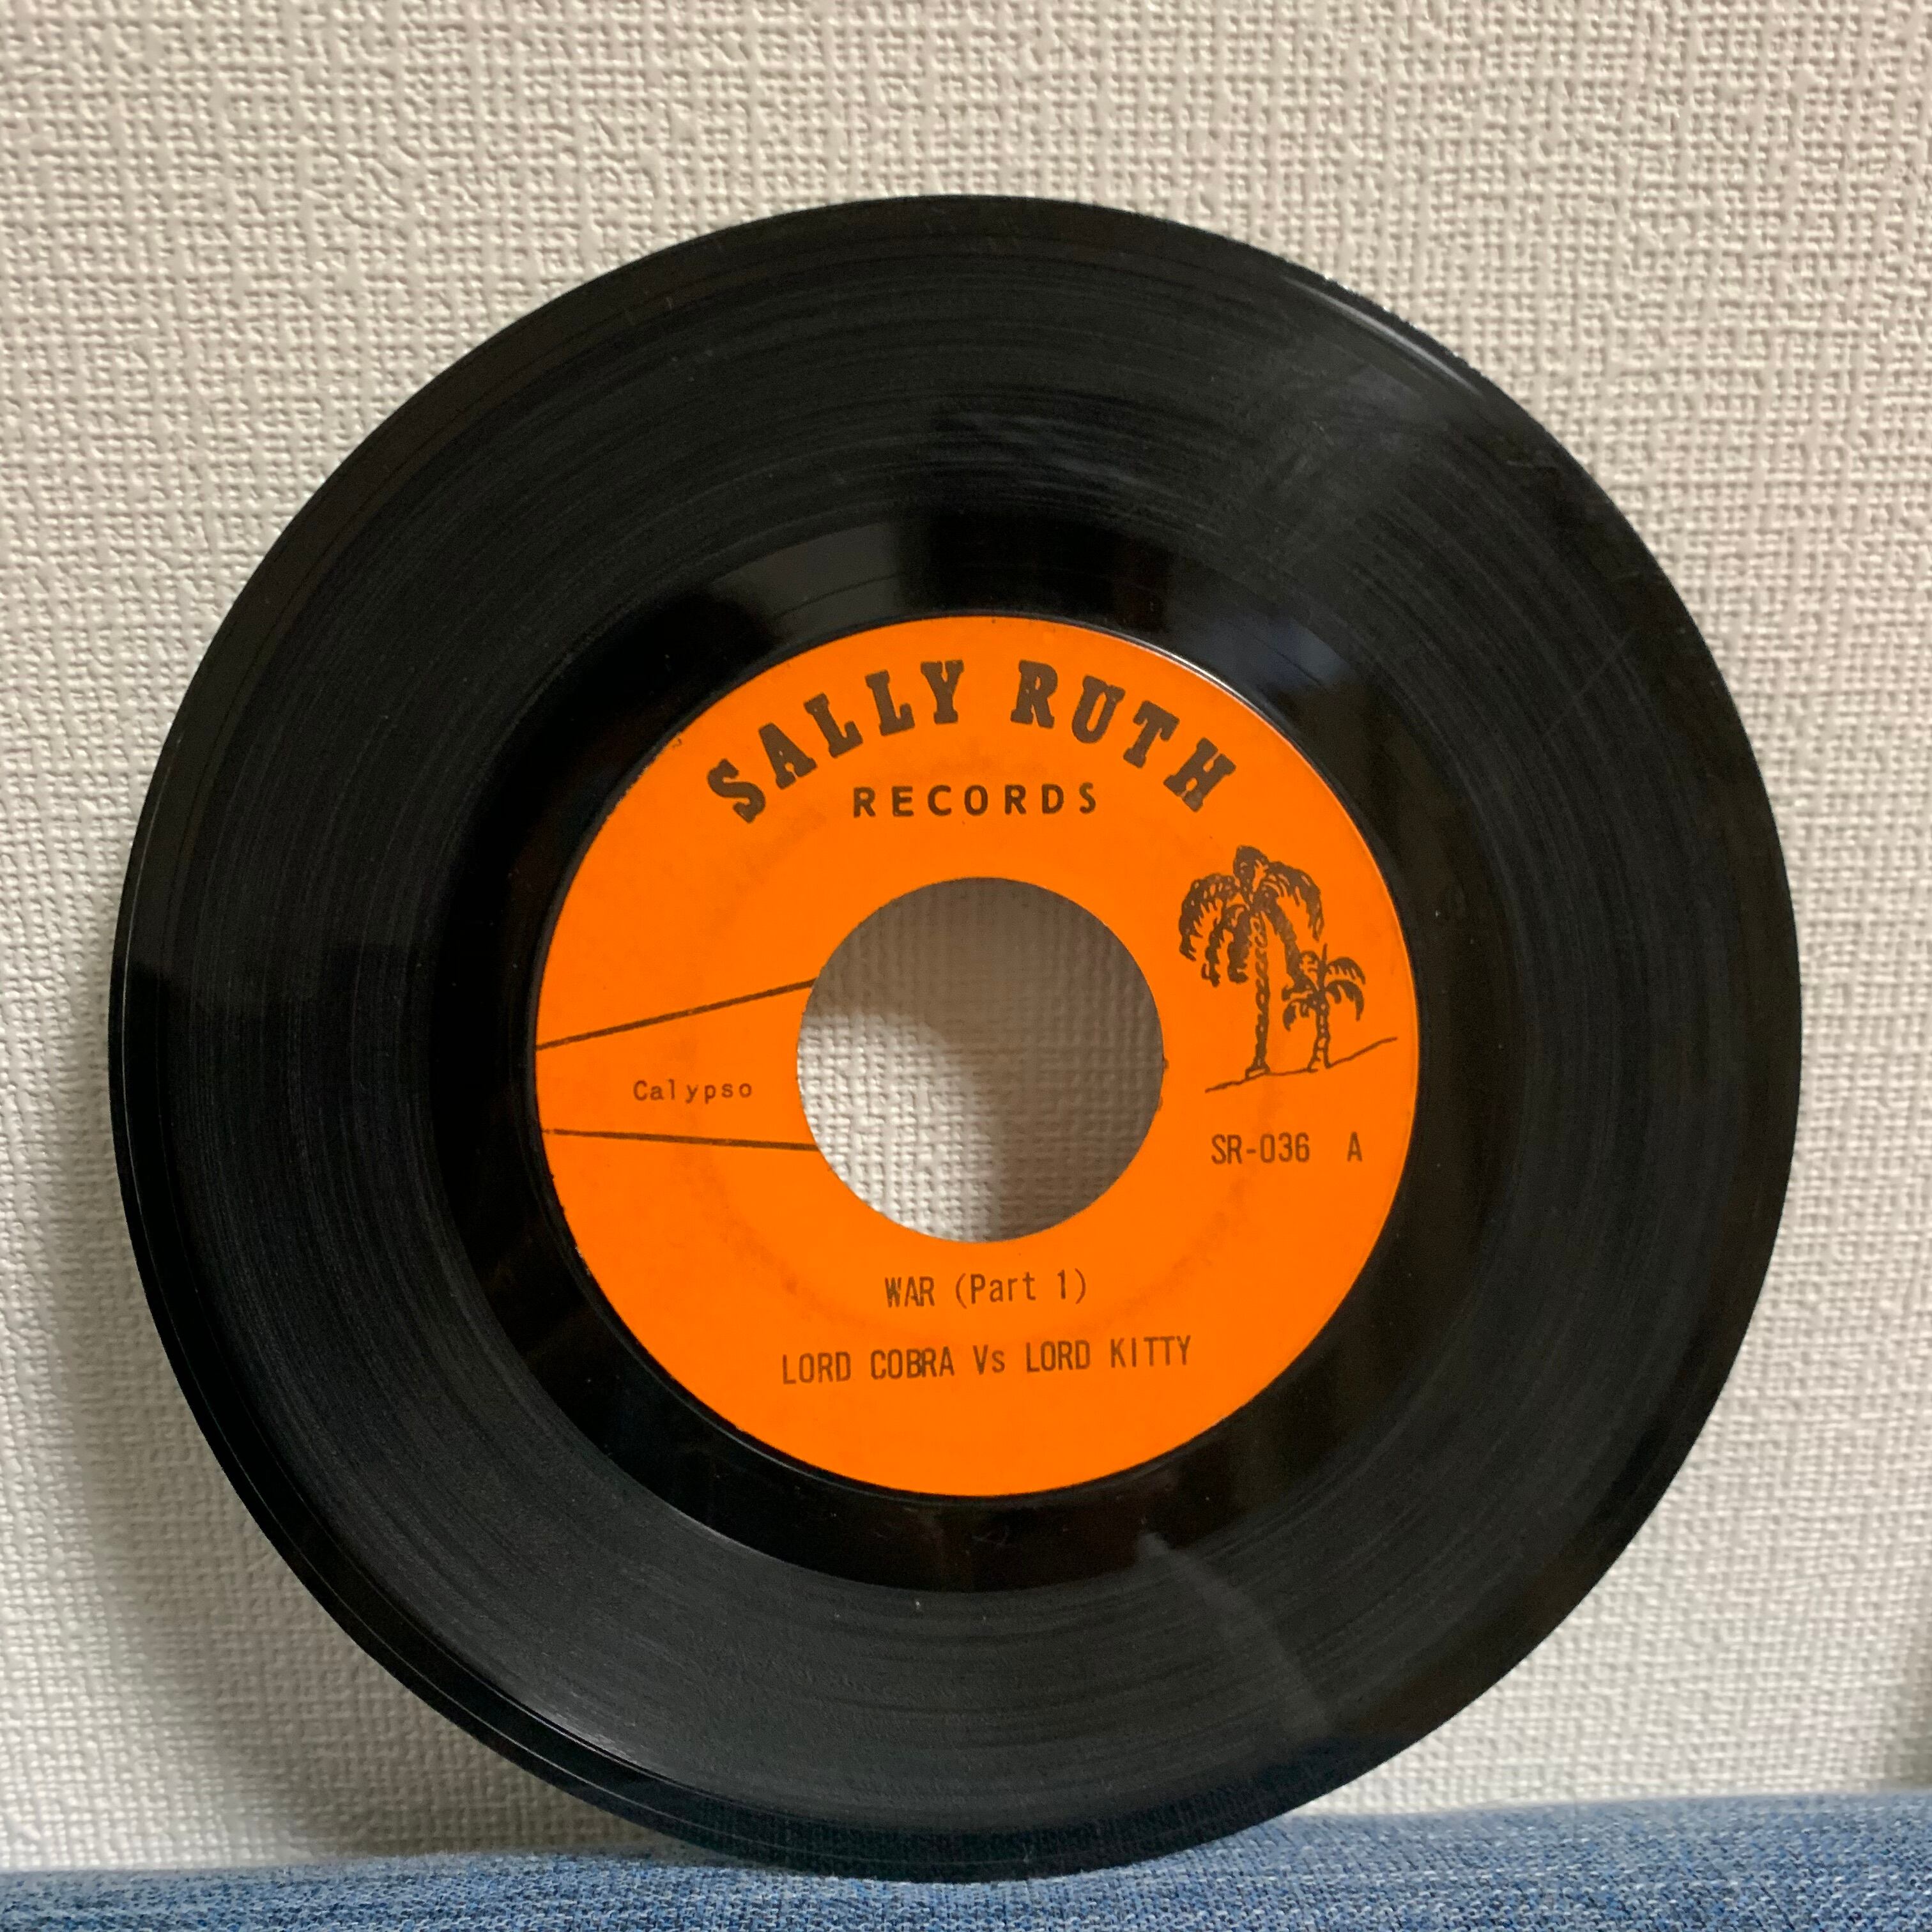 SALLY RUTH
RECORDS
Calypso
SR-036 A
WAR (Part 1)
LORD COBRA Vs LORD KITTY